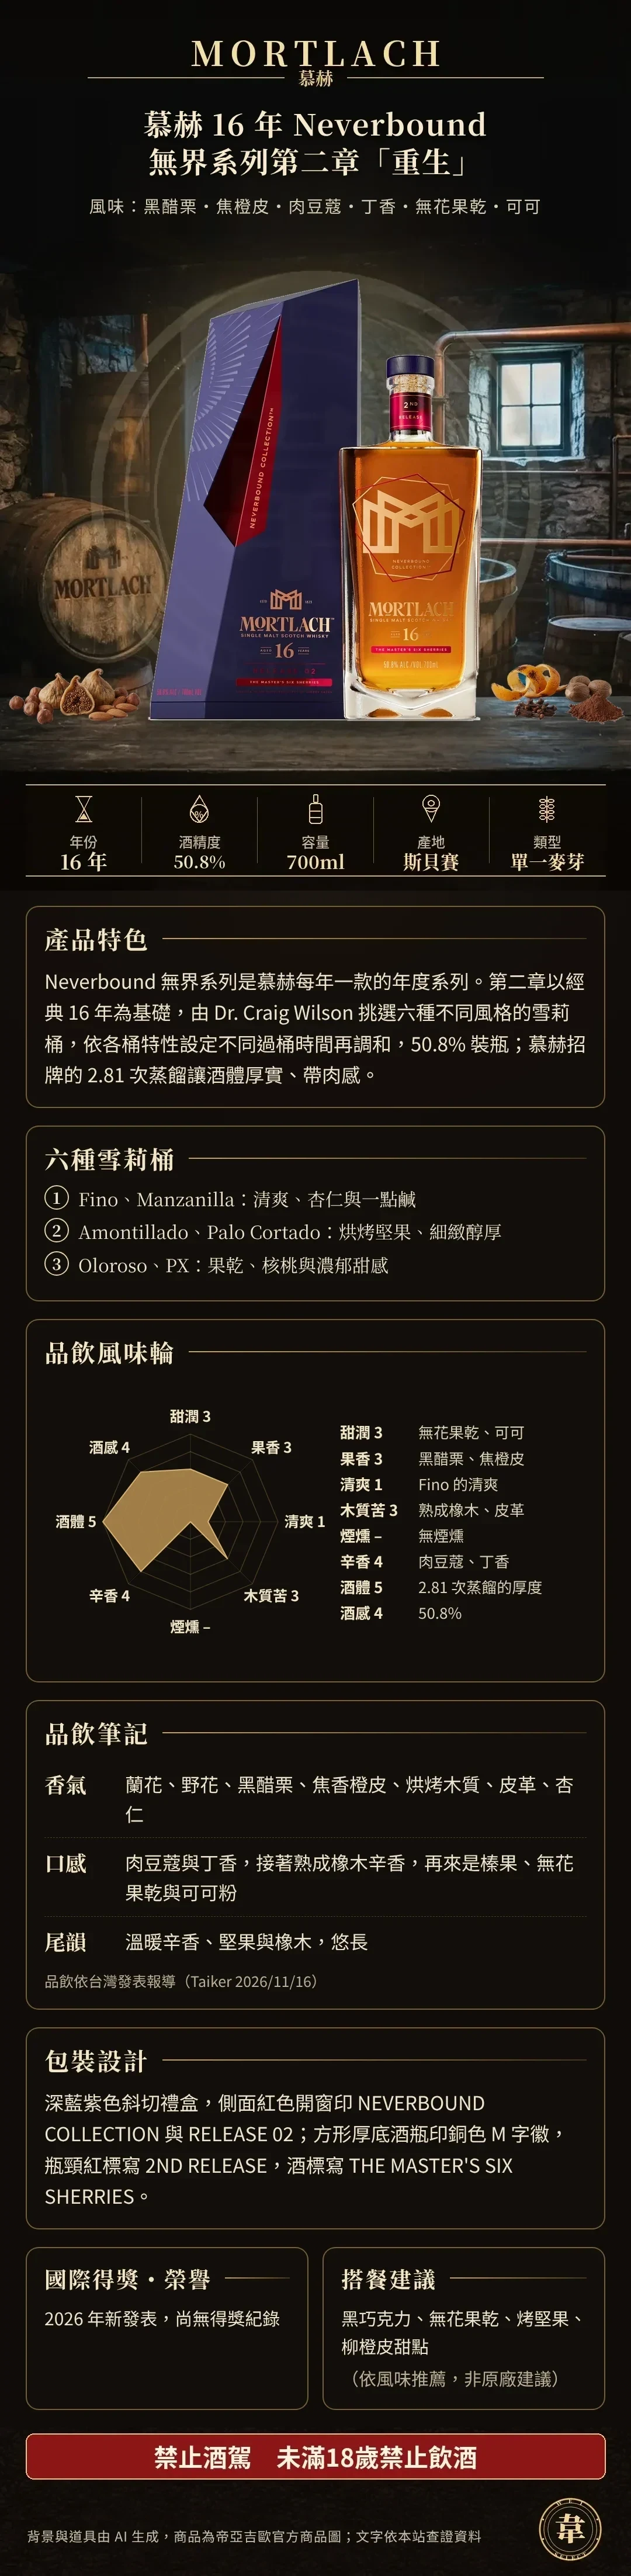 MORTLACH
慕赫
慕赫 16 年 Neverbound
無界系列第二章「重生」
風味：黑醋栗・焦橙皮・肉豆蔻・丁香・無花果乾・可可
NEVERBOUND COLLECTION™
MORTLACH
MORTLACH
SINGLE MALT SCOTCH WHISKY
16
THE MASTER'S SIX SHERRIES
2ND
RELEASE
NEVERBOUND
COLLECTION
MORTLACH
SINGLE MALT SCOTCH WHISKY
16
THE MASTER'S SIX SHERRIES
50.8% ALC./VOL. 700ml
年份
16 年
酒精度
50.8%
容量
700ml
產地
斯貝賽
類型
單一麥芽
產品特色
Neverbound 無界系列是慕赫每年一款的年度系列。第二章以經
典 16 年為基礎，由 Dr. Craig Wilson 挑選六種不同風格的雪莉
桶，依各桶特性設定不同過桶時間再調和，50.8% 裝瓶；慕赫招
牌的 2.81 次蒸餾讓酒體厚實、帶肉感。
六種雪莉桶
1 Fino、Manzanilla：清爽、杏仁與一點鹹
2 Amontillado、Palo Cortado：烘烤堅果、細緻醇厚
3 Oloroso、PX：果乾、核桃與濃郁甜感
品飲風味輪
甜潤 3
果香 3
清爽 1
木質苦 3
煙燻 –
辛香 4
酒體 5
酒感 4
甜潤 3 無花果乾、可可
果香 3 黑醋栗、焦橙皮
清爽 1 Fino 的清爽
木質苦 3 熟成橡木、皮革
煙燻 – 無煙燻
辛香 4 肉豆蔻、丁香
酒體 5 2.81 次蒸餾的厚度
酒感 4 50.8%
品飲筆記
香氣 蘭花、野花、黑醋栗、焦香橙皮、烘烤木質、皮革、杏
仁
口感 肉豆蔻與丁香，接著熟成橡木辛香，再來是榛果、無花
果乾與可可粉
尾韻 溫暖辛香、堅果與橡木，悠長
品飲依台灣發表報導（Taiker 2026/11/16）
包裝設計
深藍紫色斜切禮盒，側面紅色開窗印 NEVERBOUND
COLLECTION 與 RELEASE 02；方形厚底酒瓶印銅色 M 字徽，
瓶頸紅標寫 2ND RELEASE，酒標寫 THE MASTER'S SIX
SHERRIES。
國際得獎・榮譽
2026 年新發表，尚無得獎紀錄
搭餐建議
黑巧克力、無花果乾、烤堅果、
柳橙皮甜點
（依風味推薦，非原廠建議）
禁止酒駕　未滿18歲禁止飲酒
背景與道具由 AI 生成，商品為帝亞吉歐官方商品圖；文字依本站查證資料
韋